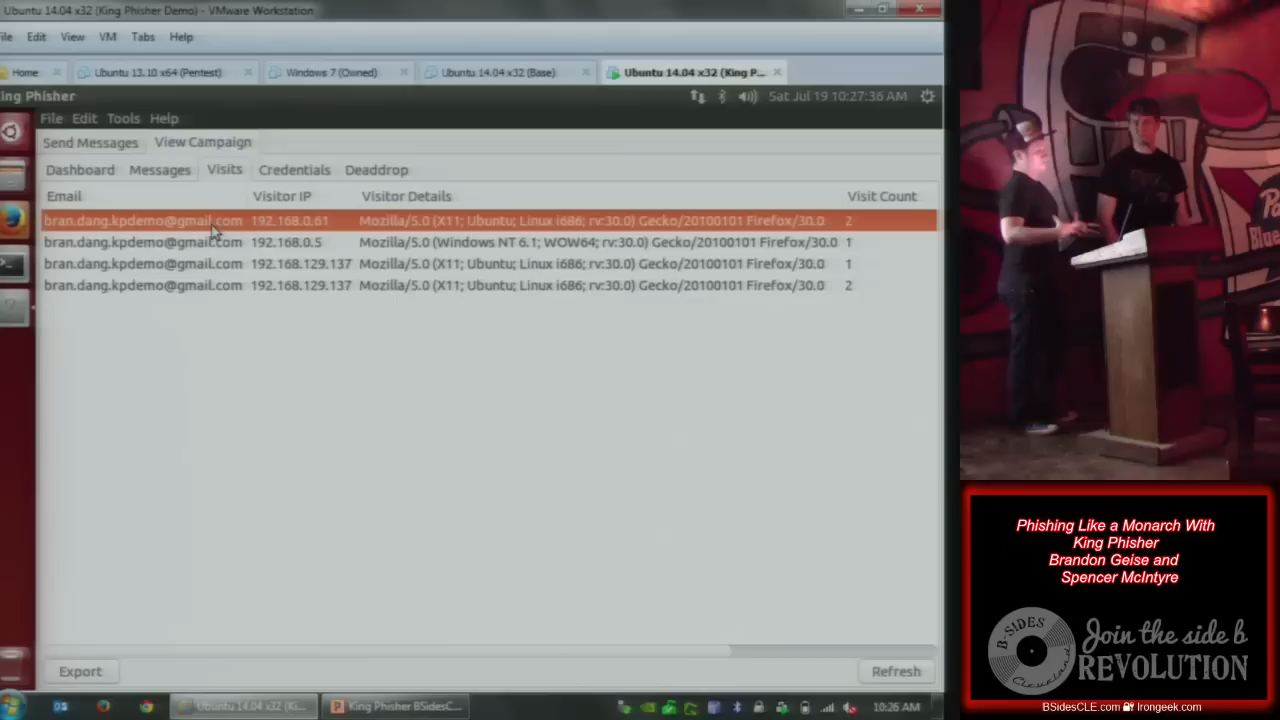 Ubuntu 14.04 x32 (King Phisher Demo) - VMware Workstation
File Edit View VM Tabs Help
Home Ubuntu 13.10 x64 (Pentest) Windows 7 (Owned) Ubuntu 14.04 x32 (Base) Ubuntu 14.04 x32 (King P...
ing Phisher Sat Jul 19 10:27:36 AM
File Edit Tools Help
Send Messages View Campaign
Dashboard Messages Visits Credentials Deaddrop
Email Visitor IP Visitor Details Visit Count
bran.dang.kpdemo@gmail.com 192.168.0.61 Mozilla/5.0 (X11; Ubuntu; Linux i686; rv:30.0) Gecko/20100101 Firefox/30.0 2
bran.dang.kpdemo@gmail.com 192.168.0.5 Mozilla/5.0 (Windows NT 6.1; WOW64; rv:30.0) Gecko/20100101 Firefox/30.0 1
bran.dang.kpdemo@gmail.com 192.168.129.137 Mozilla/5.0 (X11; Ubuntu; Linux i686; rv:30.0) Gecko/20100101 Firefox/30.0 1
bran.dang.kpdemo@gmail.com 192.168.129.137 Mozilla/5.0 (X11; Ubuntu; Linux i686; rv:30.0) Gecko/20100101 Firefox/30.0 2
Export Refresh
Ubuntu 14.04 x32 (Ki... King Phisher BSidesC... 10:26 AM
Blue
Phishing Like a Monarch With
King Phisher
Brandon Geise and
Spencer McIntyre
B-SIDES
Cleveland
Join the side b
REVOLUTION
BSidesCLE.com Irongeek.com